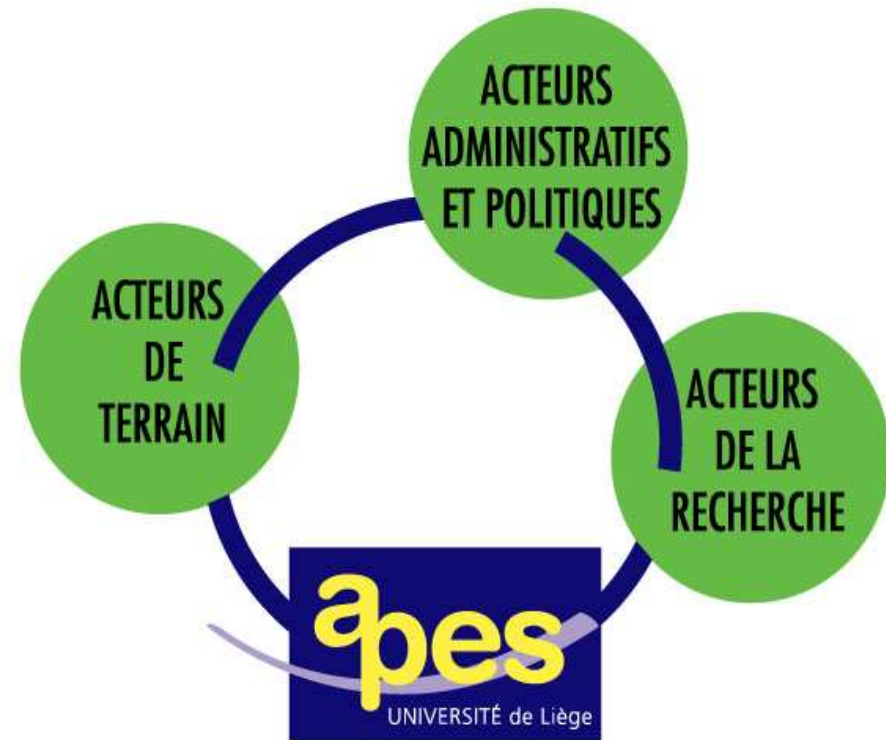 ACTEURS
ADMINISTRATIFS
ET POLITIQUES
ACTEURS
DE
TERRAIN
ACTEURS
DE LA
RECHERCHE
apes
UNIVERSITÉ de Liège